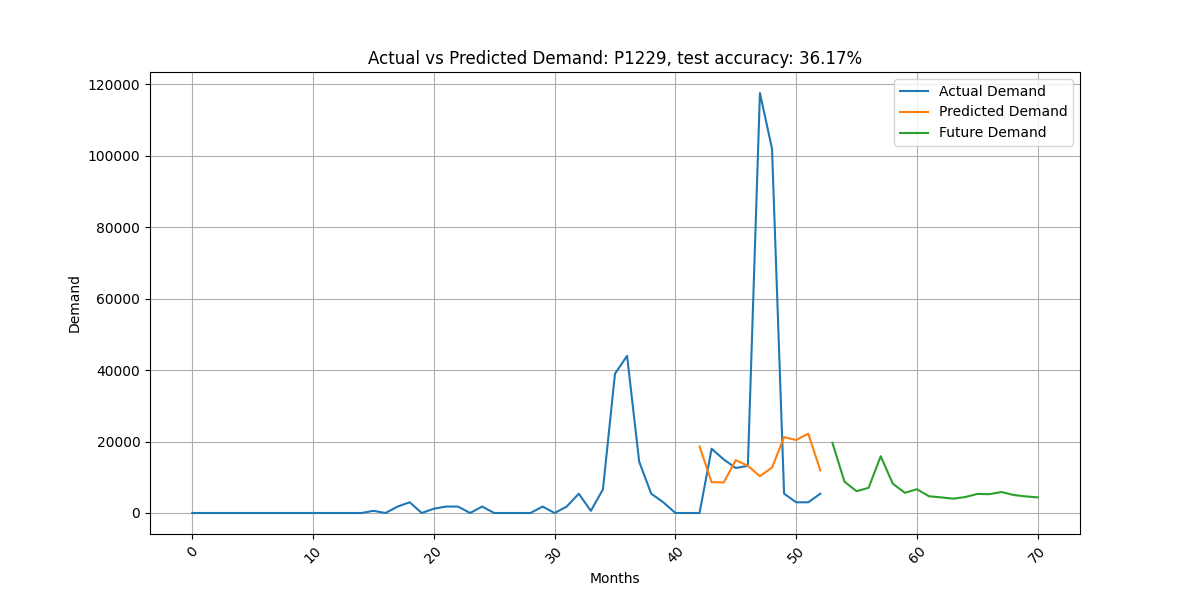 Actual vs Predicted Demand: P1229, test accuracy: 36.17%
120000
100000
80000
60000
40000
20000
0
Demand
Actual Demand
Predicted Demand
Future Demand
0
10
20
30
40
50
60
70
Months